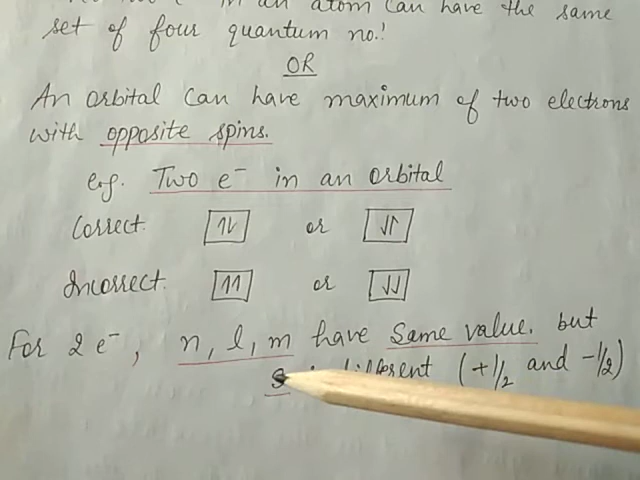 in an atom can have the same
set of four quantum no.'
OR
An orbital can have maximum of two electrons
with opposite spins.
e.g. Two e⁻ in an orbital
Correct ↿⇂ or ⇃↾
Incorrect ↿↿ or ⇃⇃
For 2 e⁻, n, l, m have same value. but
s different (+1/2 and -1/2)